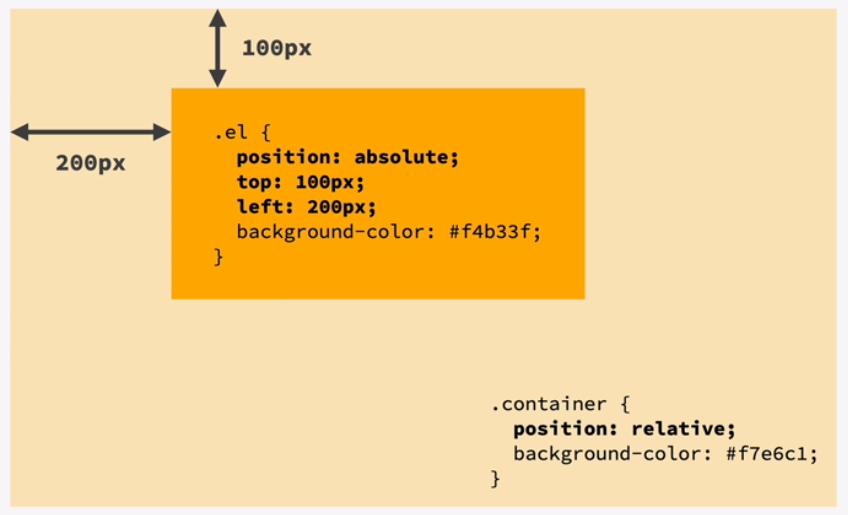 100px
200px
.el {
position: absolute;
top: 100px;
left: 200px;
background-color: #f4b33f;
}
.container {
position: relative;
background-color: #f7e6c1;
}